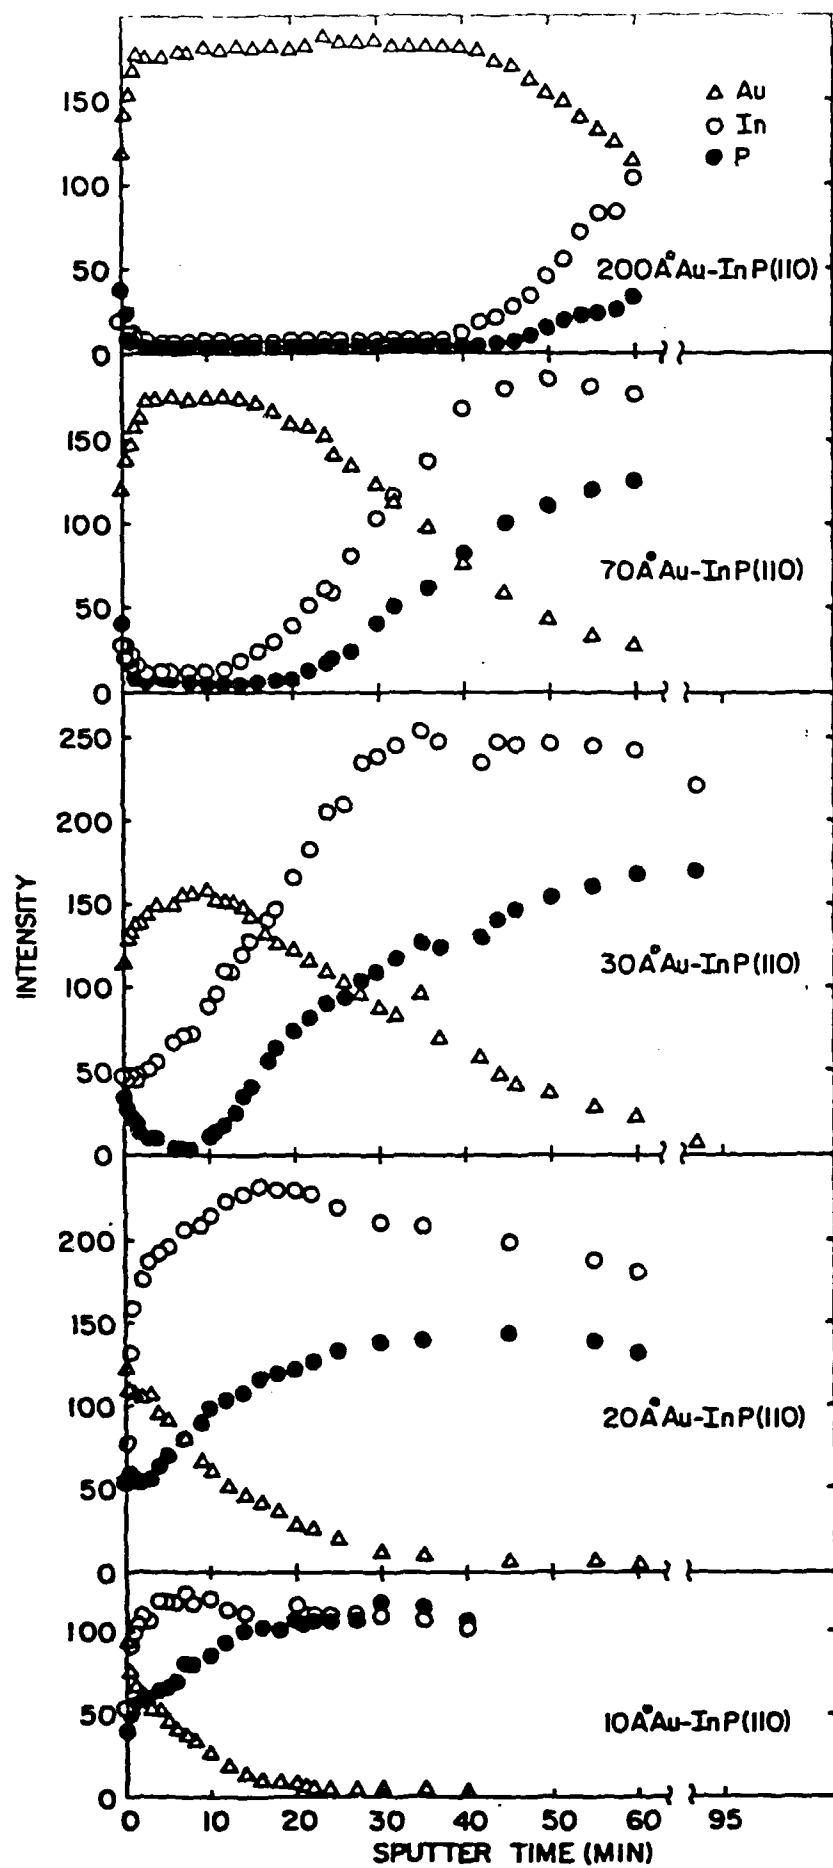 150
100
50
0
△ Au
○ In
● P
200Å Au-InP(110)
150
100
50
0
70Å Au-InP(110)
INTENSITY
250
200
150
100
50
0
30Å Au-InP(110)
200
150
100
50
0
20Å Au-InP(110)
100
50
0
10Å Au-InP(110)
0 10 20 30 40 50 60 95
SPUTTER TIME (MIN)